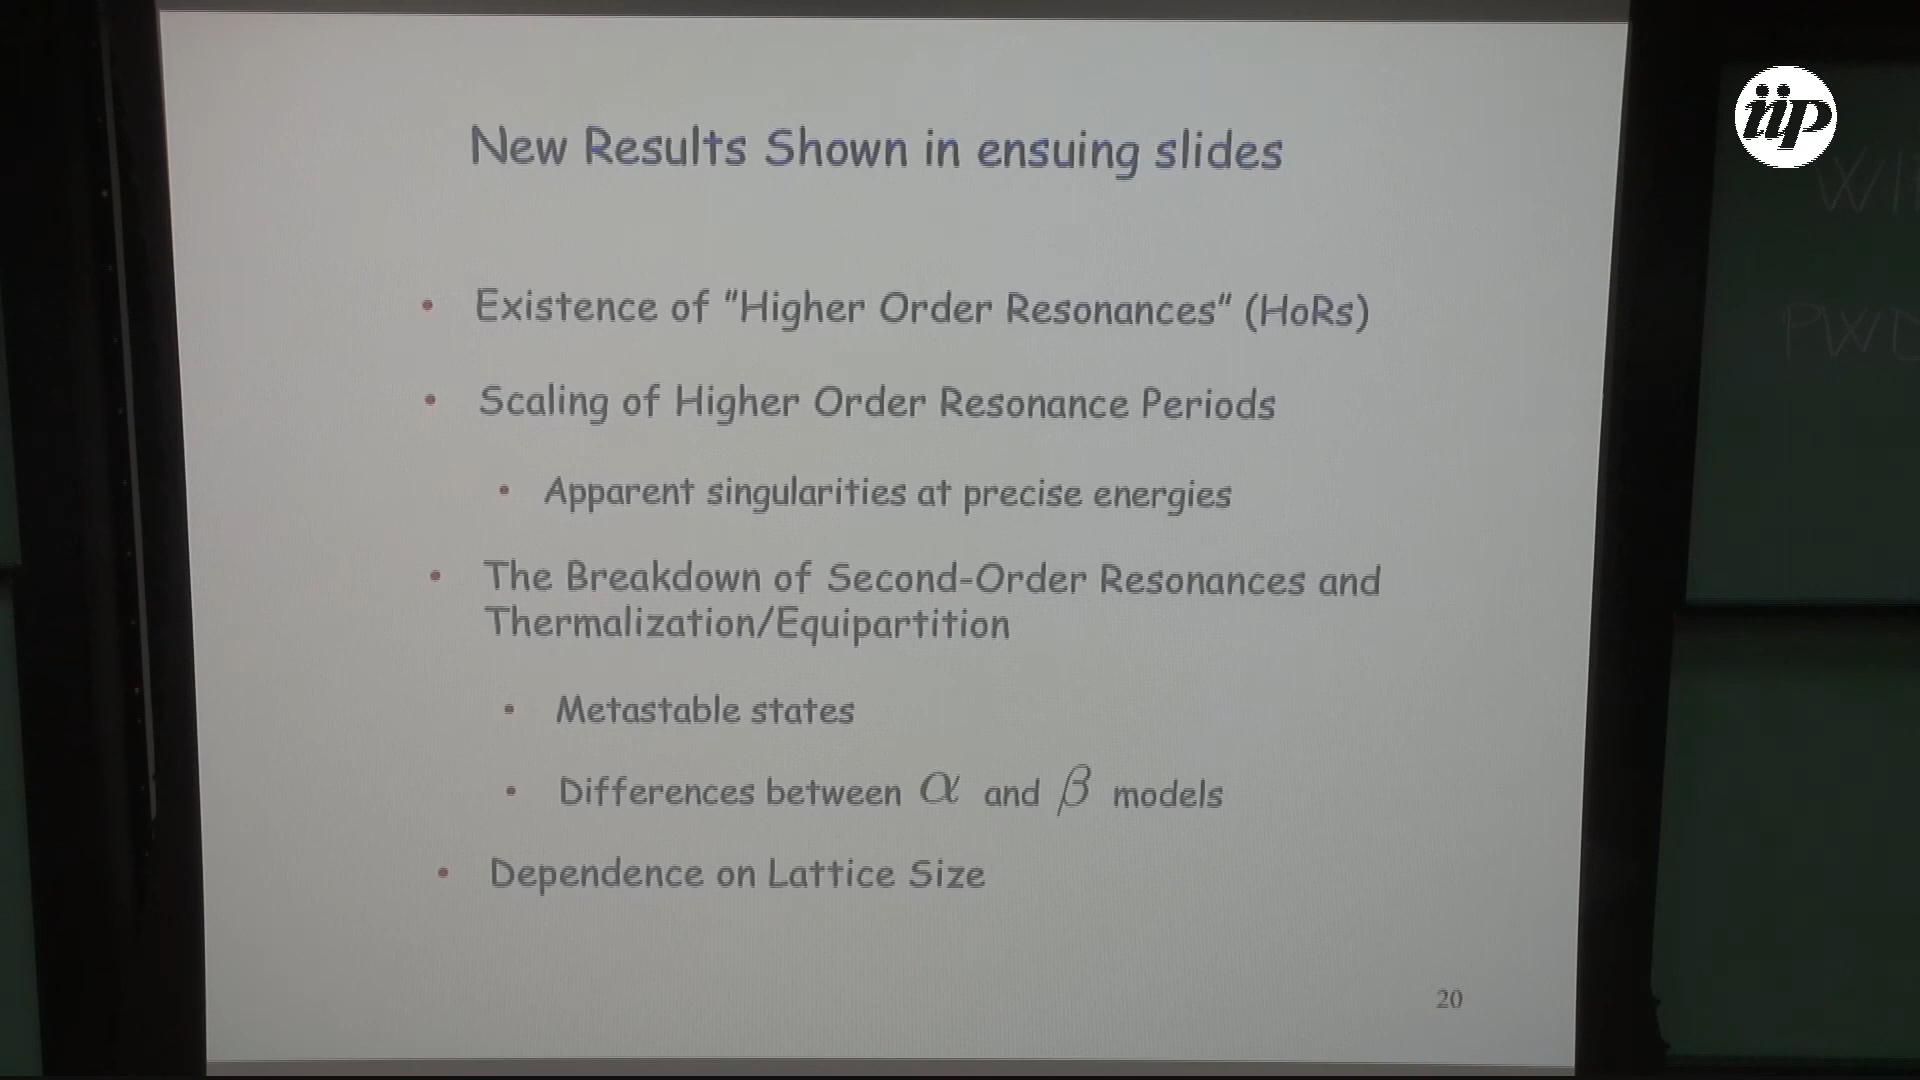 iip
New Results Shown in ensuing slides
• Existence of "Higher Order Resonances" (HoRs)
• Scaling of Higher Order Resonance Periods
• Apparent singularities at precise energies
• The Breakdown of Second-Order Resonances and
Thermalization/Equipartition
• Metastable states
• Differences between α and β models
• Dependence on Lattice Size
20